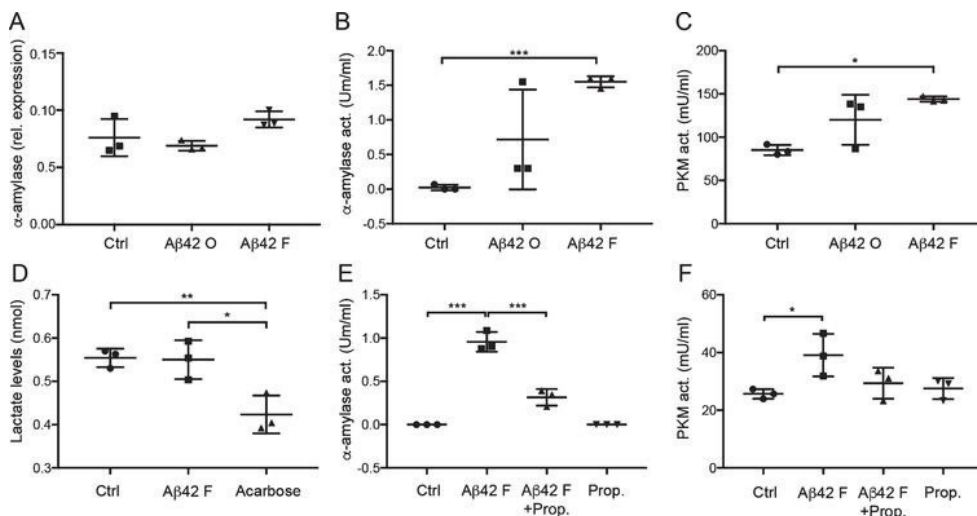 A
α-amylase (rel. expression)
0.15
0.10
0.05
0.00
Ctrl Aβ42 O Aβ42 F
B
α-amylase act. (Um/ml)
2.0
1.5
1.0
0.5
0.0
-0.5
***
Ctrl Aβ42 O Aβ42 F
C
PKM act. (mU/ml)
200
150
100
50
0
*
Ctrl Aβ42 O Aβ42 F
D
Lactate levels (nmol)
0.7
0.6
0.5
0.4
0.3
**
*
Ctrl Aβ42 F Acarbose
E
α-amylase act. (Um/ml)
1.5
1.0
0.5
0.0
-0.5
*** ***
Ctrl Aβ42 F Aβ42 F Prop.
+Prop.
F
PKM act. (mU/ml)
60
40
20
0
*
Ctrl Aβ42 F Aβ42 F Prop.
+Prop.